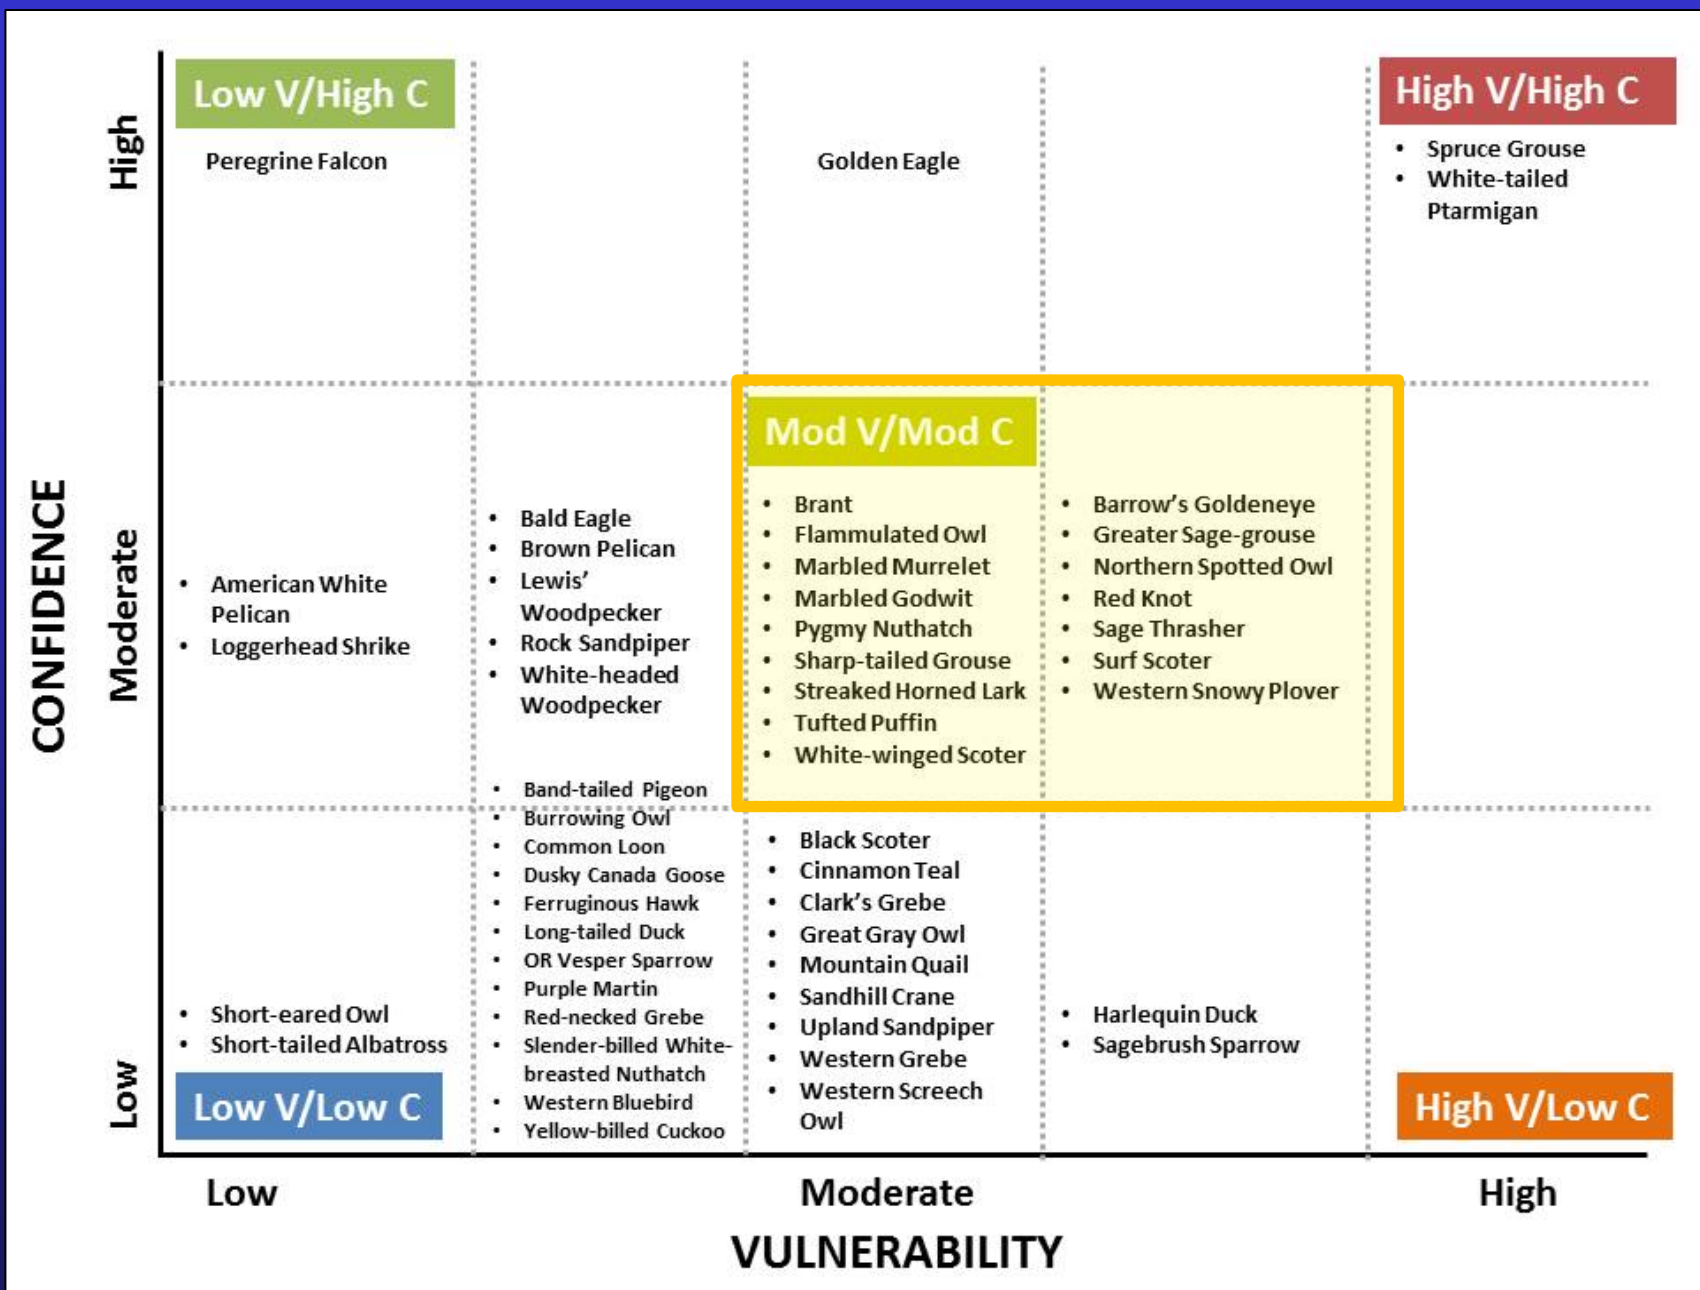 Low V/High C
High V/High C
High
Peregrine Falcon
Golden Eagle
• Spruce Grouse
• White-tailed
Ptarmigan
CONFIDENCE
Moderate
• American White
Pelican
• Loggerhead Shrike
• Bald Eagle
• Brown Pelican
• Lewis’
Woodpecker
• Rock Sandpiper
• White-headed
Woodpecker
Mod V/Mod C
• Brant
• Flammulated Owl
• Marbled Murrelet
• Marbled Godwit
• Pygmy Nuthatch
• Sharp-tailed Grouse
• Streaked Horned Lark
• Tufted Puffin
• White-winged Scoter
• Barrow’s Goldeneye
• Greater Sage-grouse
• Northern Spotted Owl
• Red Knot
• Sage Thrasher
• Surf Scoter
• Western Snowy Plover
Low
• Short-eared Owl
• Short-tailed Albatross
Low V/Low C
• Band-tailed Pigeon
• Burrowing Owl
• Common Loon
• Dusky Canada Goose
• Ferruginous Hawk
• Long-tailed Duck
• OR Vesper Sparrow
• Purple Martin
• Red-necked Grebe
• Slender-billed White-
breasted Nuthatch
• Western Bluebird
• Yellow-billed Cuckoo
• Black Scoter
• Cinnamon Teal
• Clark’s Grebe
• Great Gray Owl
• Mountain Quail
• Sandhill Crane
• Upland Sandpiper
• Western Grebe
• Western Screech
Owl
• Harlequin Duck
• Sagebrush Sparrow
High V/Low C
Low
Moderate
High
VULNERABILITY